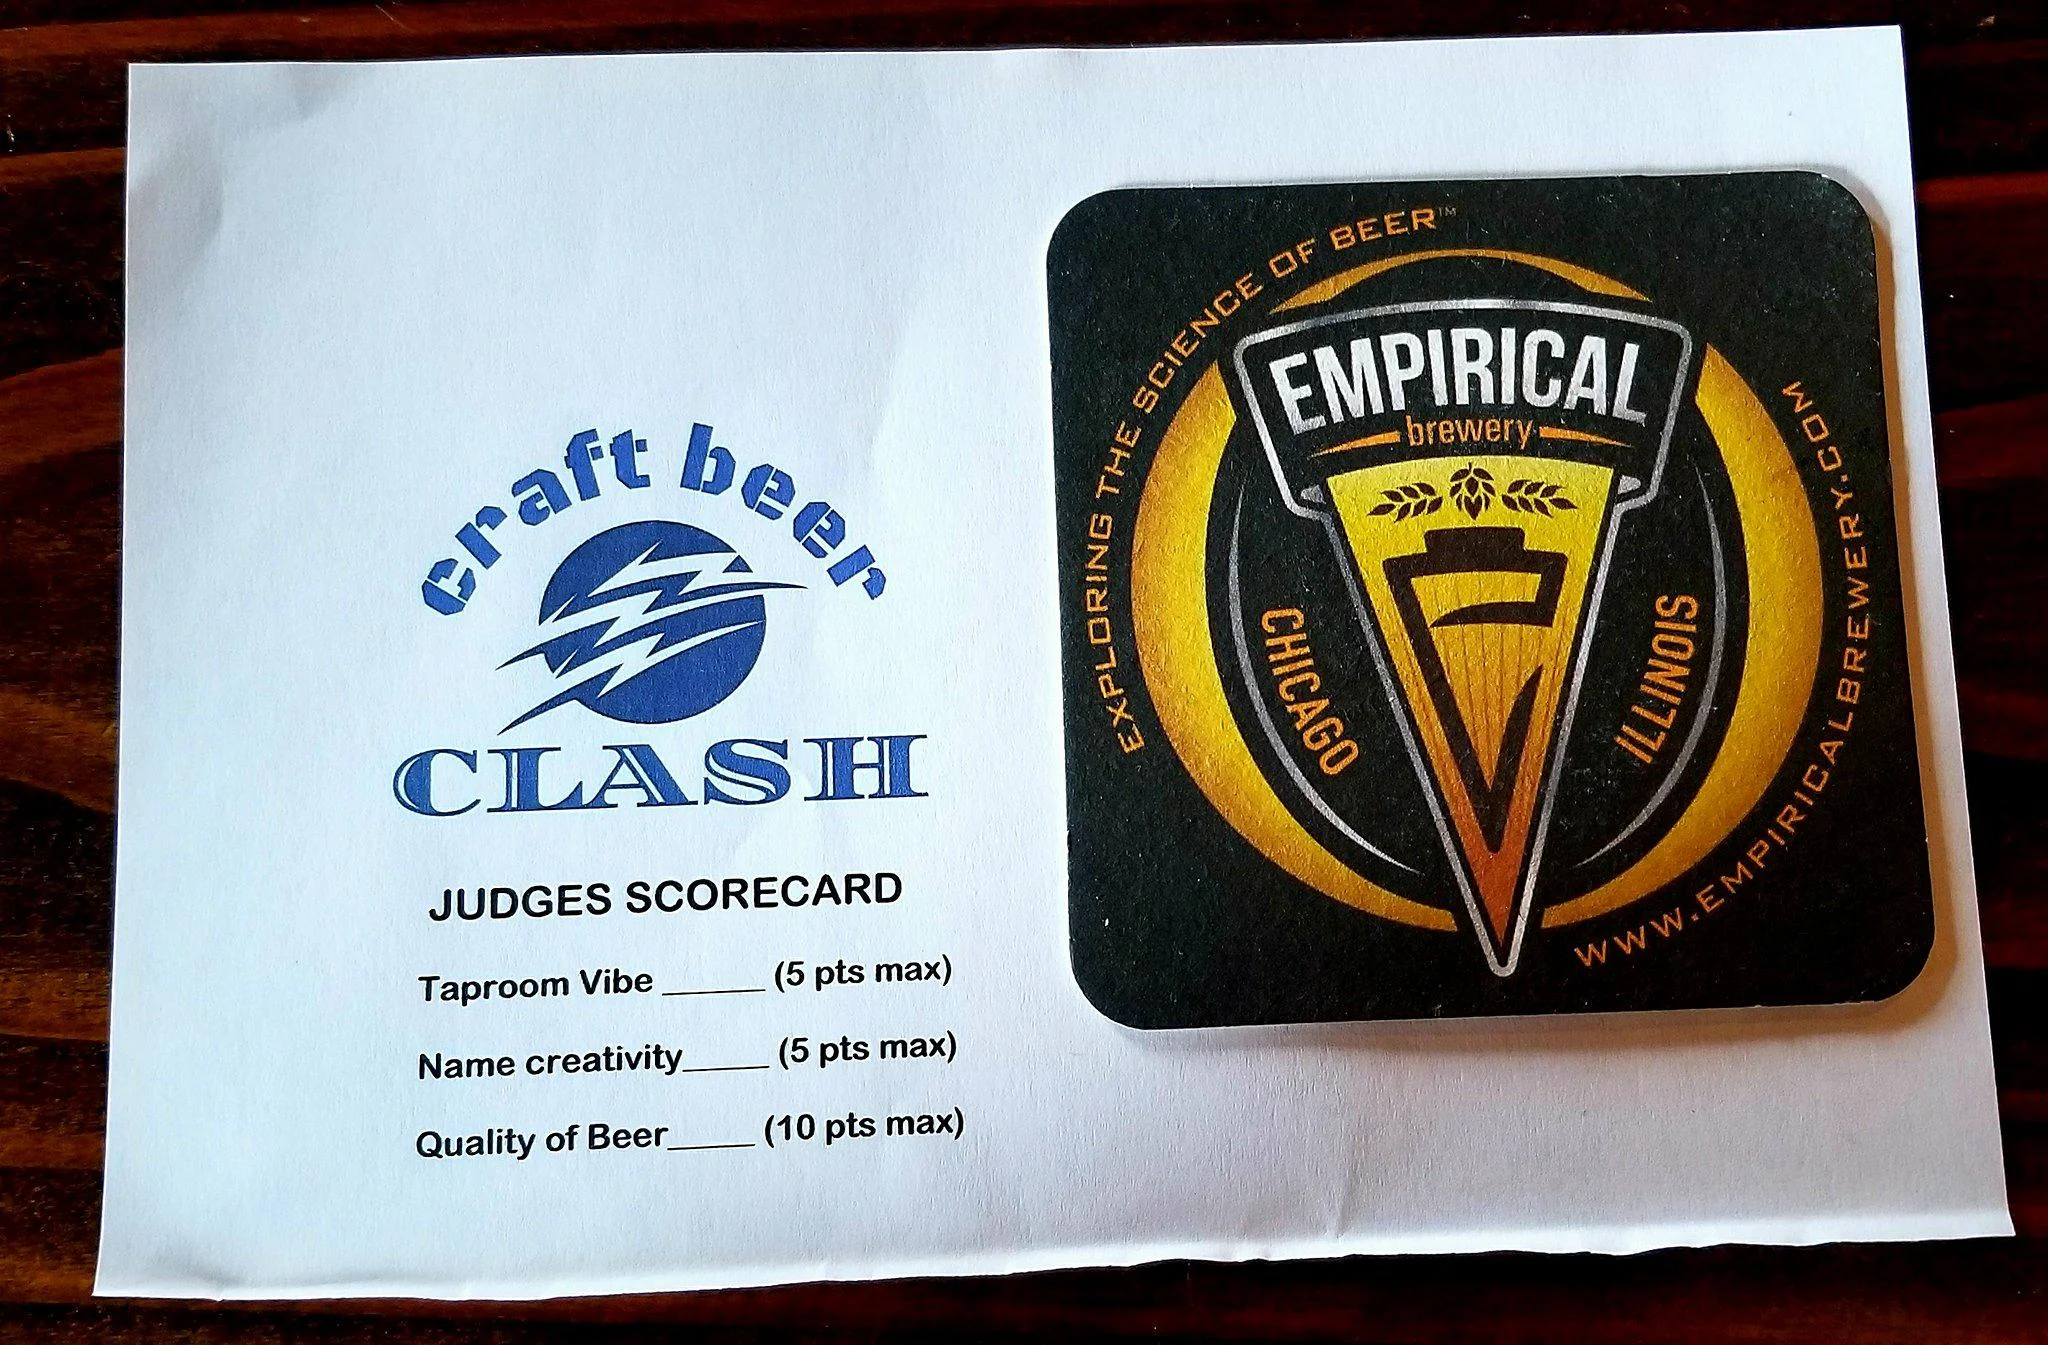 craft beer
CLASH
JUDGES SCORECARD
Taproom Vibe ______ (5 pts max)
Name creativity_____ (5 pts max)
Quality of Beer_____ (10 pts max)
EXPLORING THE SCIENCE OF BEER™
EMPIRICAL
brewery
CHICAGO
ILLINOIS
WWW.EMPIRICALBREWERY.COM